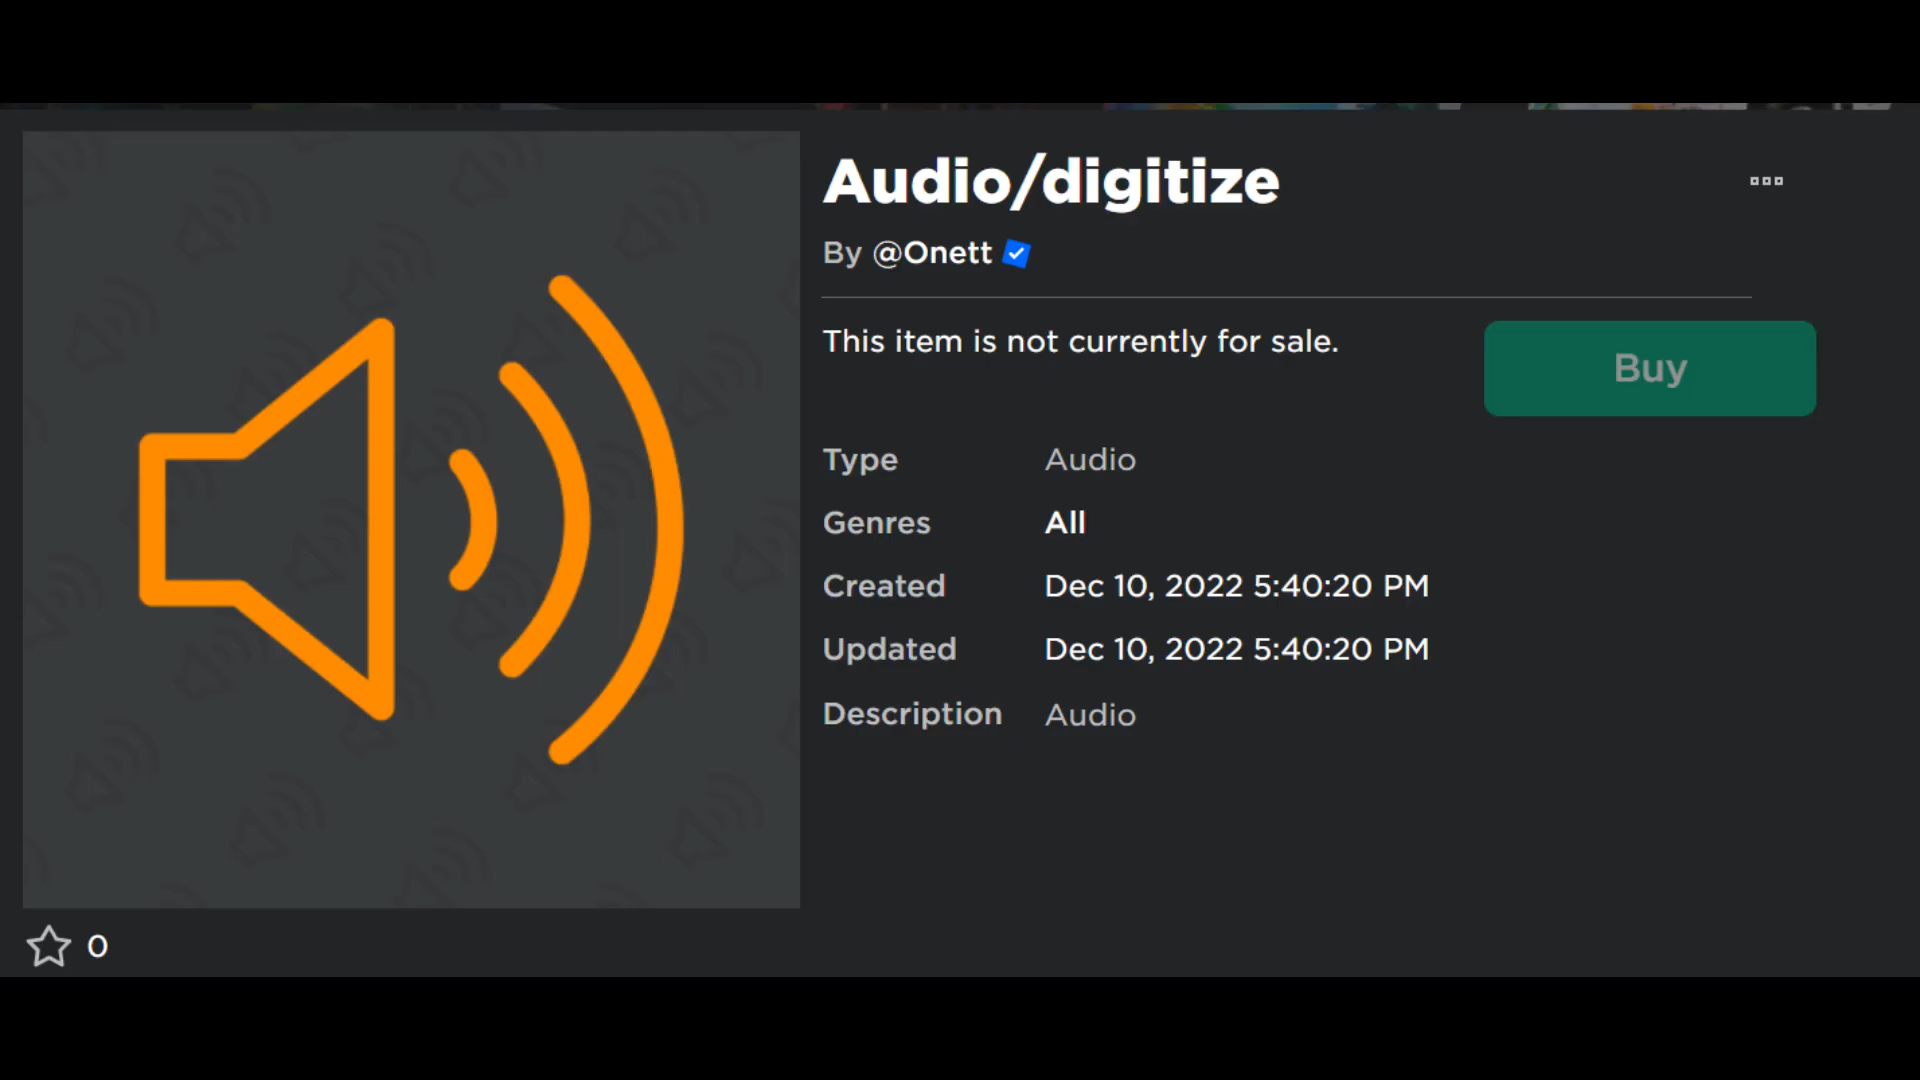 Audio/digitize
By @Onett
This item is not currently for sale.
Buy
Type Audio
Genres All
Created Dec 10, 2022 5:40:20 PM
Updated Dec 10, 2022 5:40:20 PM
Description Audio
0